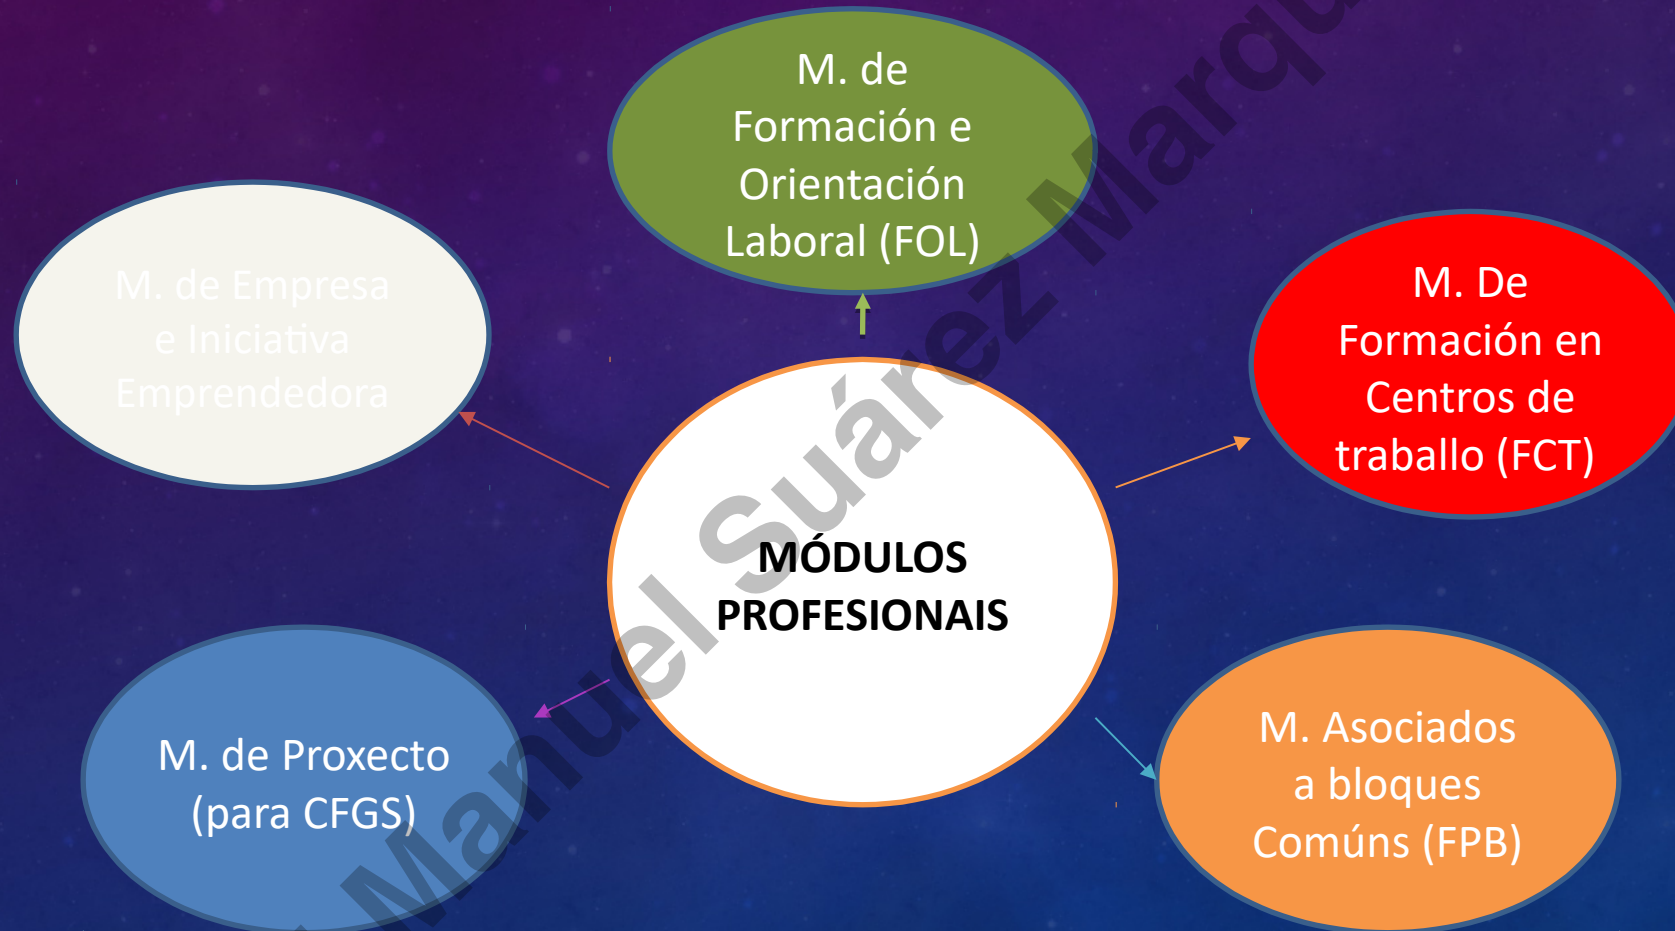 M. de
Formación e
Orientación
Laboral (FOL)
M. de Empresa
e Iniciativa
Emprendedora
M. De
Formación en
Centros de
traballo (FCT)
MÓDULOS
PROFESIONAIS
M. de Proxecto
(para CFGS)
M. Asociados
a bloques
Comúns (FPB)
Manuel Suárez